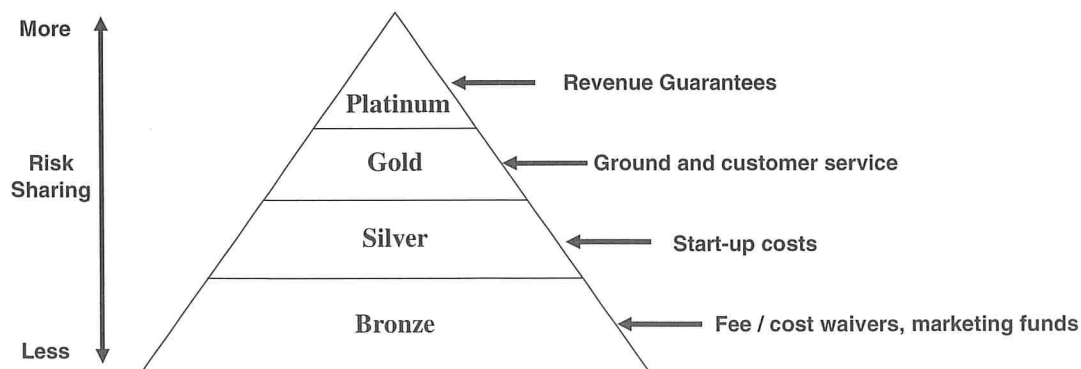 More
Revenue Guarantees
Platinum
Risk
Sharing
Gold
Ground and customer service
Silver
Start-up costs
Bronze
Fee / cost waivers, marketing funds
Less